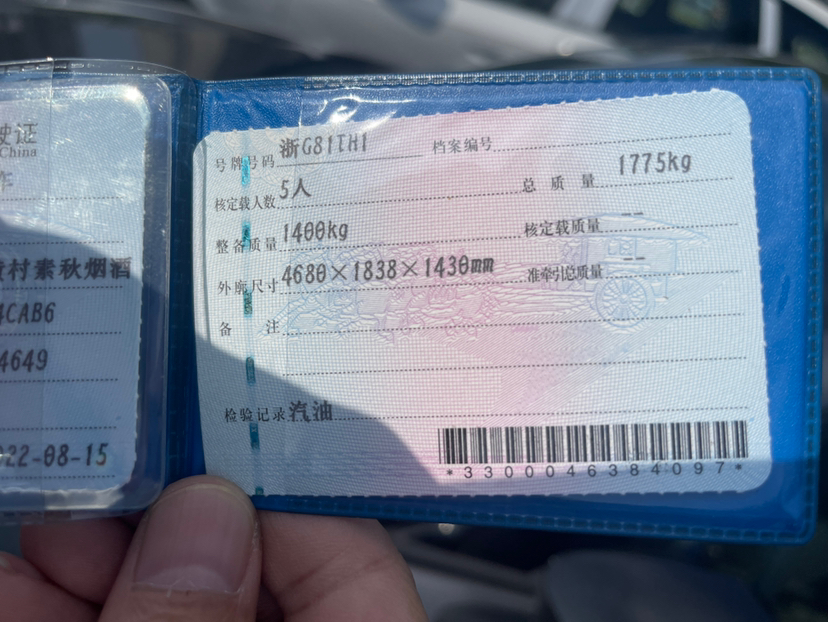 驶证
China
车
村素秋烟酒
4CAB6
4649
022-08-15
号牌号码 浙G81TH1 档案编号
核定载人数 5人 总质量 1775kg
整备质量 1400kg 核定载质量 --
外廓尺寸 4680×1838×1430mm 准牵引总质量 --
备注
检验记录 汽油
*3300046384097*